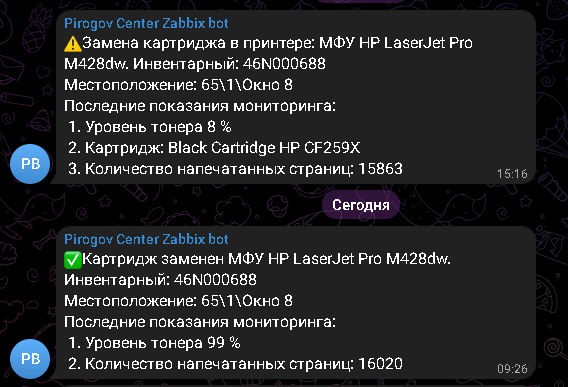 Pirogov Center Zabbix bot
⚠️Замена картриджа в принтере: МФУ HP LaserJet Pro
M428dw. Инвентарный: 46N000688
Местоположение: 65\1\Окно 8
Последние показания мониторинга:
1. Уровень тонера 8 %
2. Картридж: Black Cartridge HP CF259X
3. Количество напечатанных страниц: 15863
PB
15:16
Сегодня
Pirogov Center Zabbix bot
✅Картридж заменен МФУ HP LaserJet Pro M428dw.
Инвентарный: 46N000688
Местоположение: 65\1\Окно 8
Последние показания мониторинга:
1. Уровень тонера 99 %
2. Количество напечатанных страниц: 16020
PB
09:26